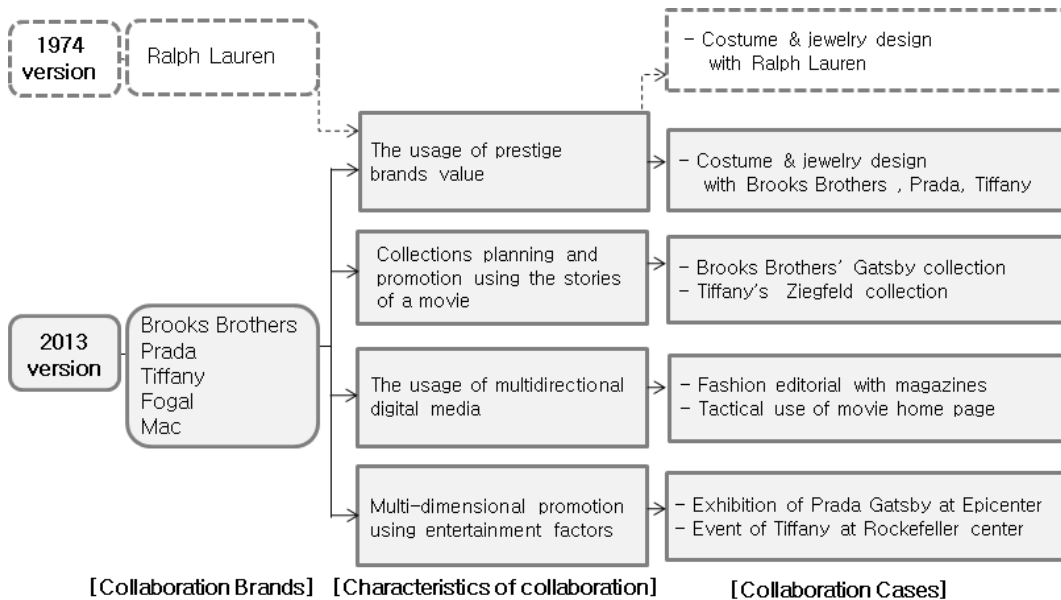 1974
version
Ralph Lauren
- Costume & jewelry design
with Ralph Lauren
The usage of prestige
brands value
- Costume & jewelry design
with Brooks Brothers , Prada, Tiffany
Collections planning and
promotion using the stories
of a movie
- Brooks Brothers' Gatsby collection
- Tiffany's Ziegfeld collection
2013
version
Brooks Brothers
Prada
Tiffany
Fogal
Mac
The usage of multidirectional
digital media
- Fashion editorial with magazines
- Tactical use of movie home page
Multi-dimensional promotion
using entertainment factors
- Exhibition of Prada Gatsby at Epicenter
- Event of Tiffany at Rockefeller center
[Collaboration Brands]
[Characteristics of collaboration]
[Collaboration Cases]